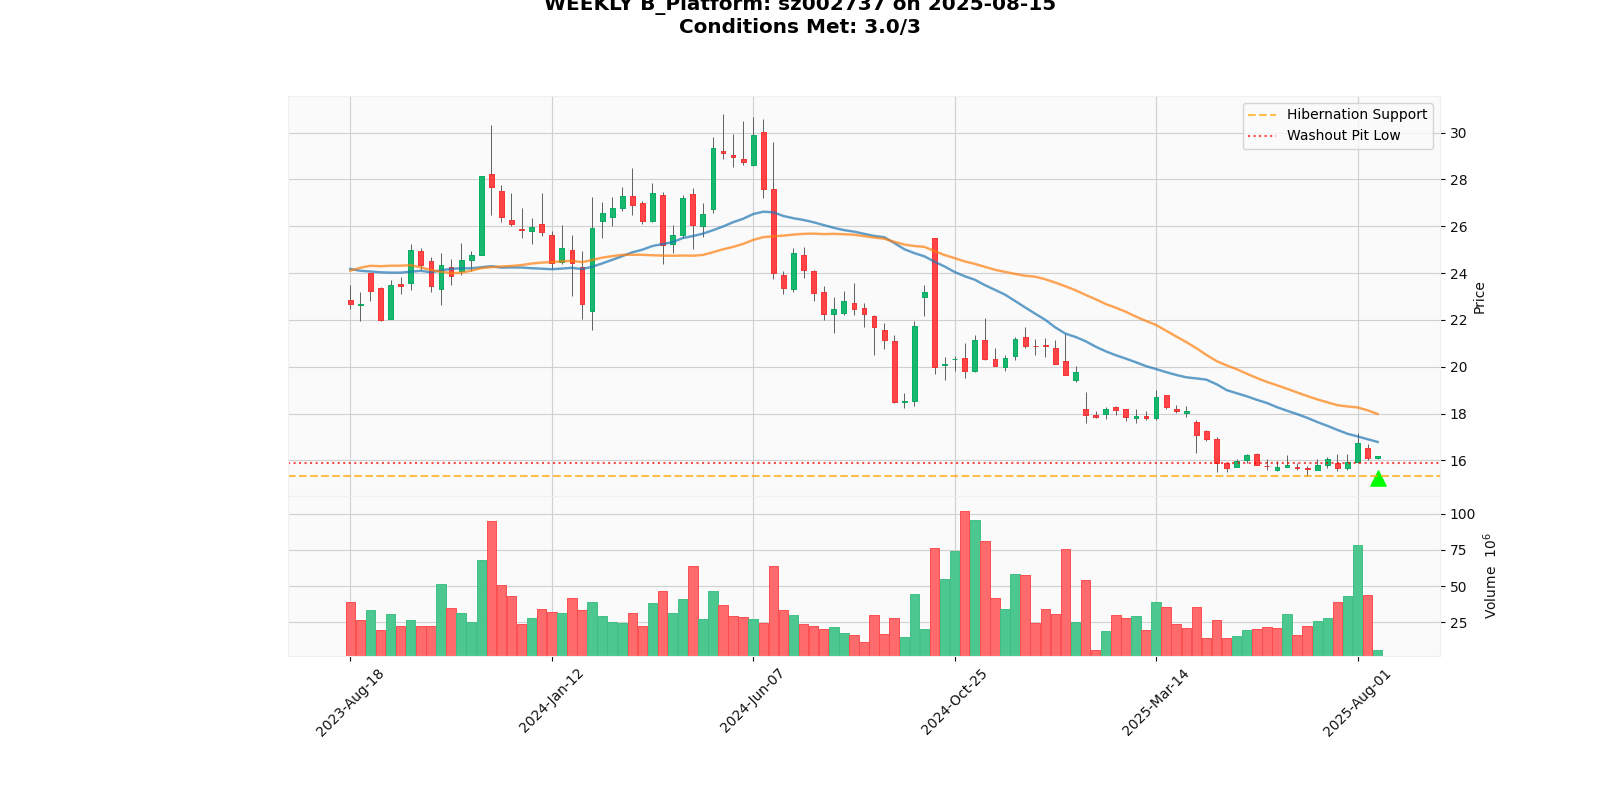 WEEKLY B_Platform: sz002737 on 2025-08-15
Conditions Met: 3.0/3
Hibernation Support
Washout Pit Low
30
28
26
24
22
20
18
16
Price
100
75
50
25
Volume 10^6
2023-Aug-18
2024-Jan-12
2024-Jun-07
2024-Oct-25
2025-Mar-14
2025-Aug-01